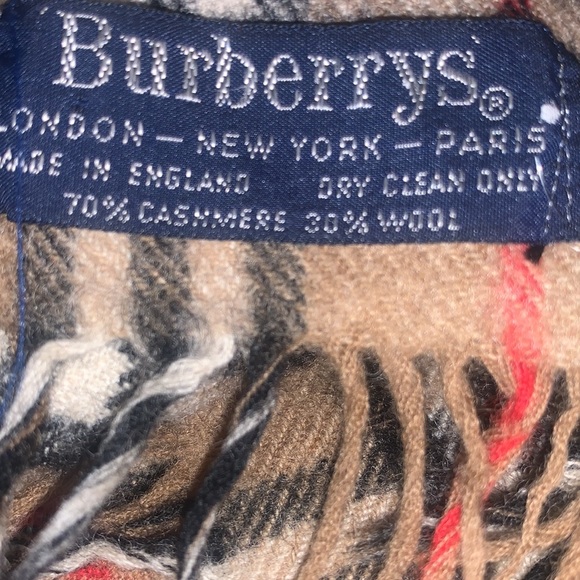 Burberrys®
LONDON — NEW YORK — PARIS
MADE IN ENGLAND DRY CLEAN ONLY
70% CASHMERE 30% WOOL